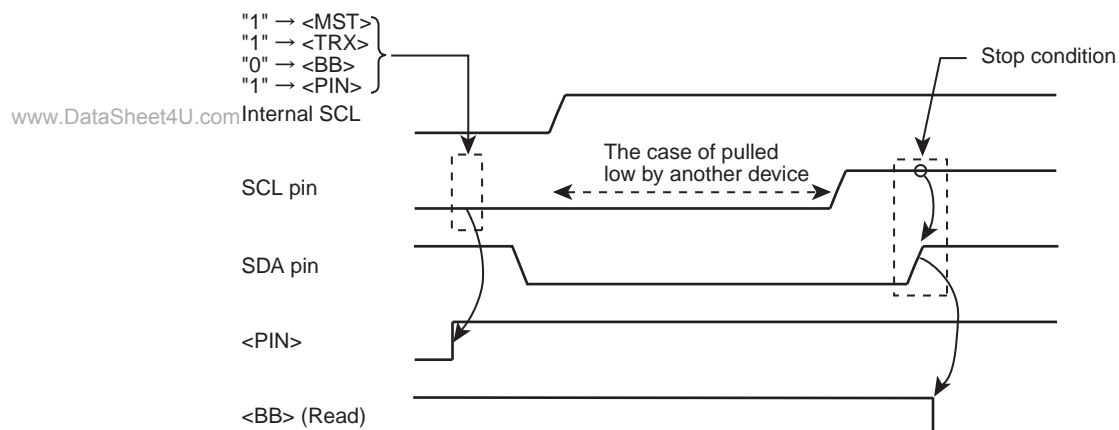 "1" → <MST>
"1" → <TRX>
"0" → <BB>
"1" → <PIN>
Stop condition
www.DataSheet4U.com
Internal SCL
The case of pulled
low by another device
SCL pin
SDA pin
<PIN>
<BB> (Read)